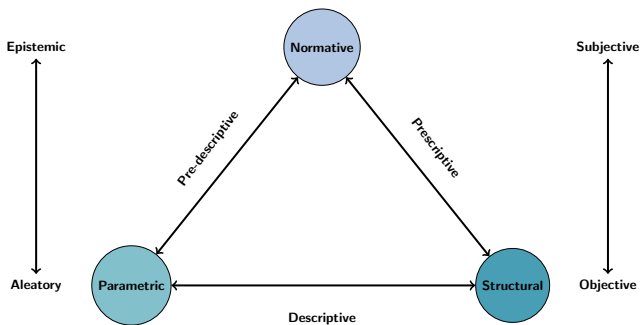 Epistemic
Normative
Subjective
Pre-descriptive
Prescriptive
Aleatory
Parametric
Structural
Objective
Descriptive